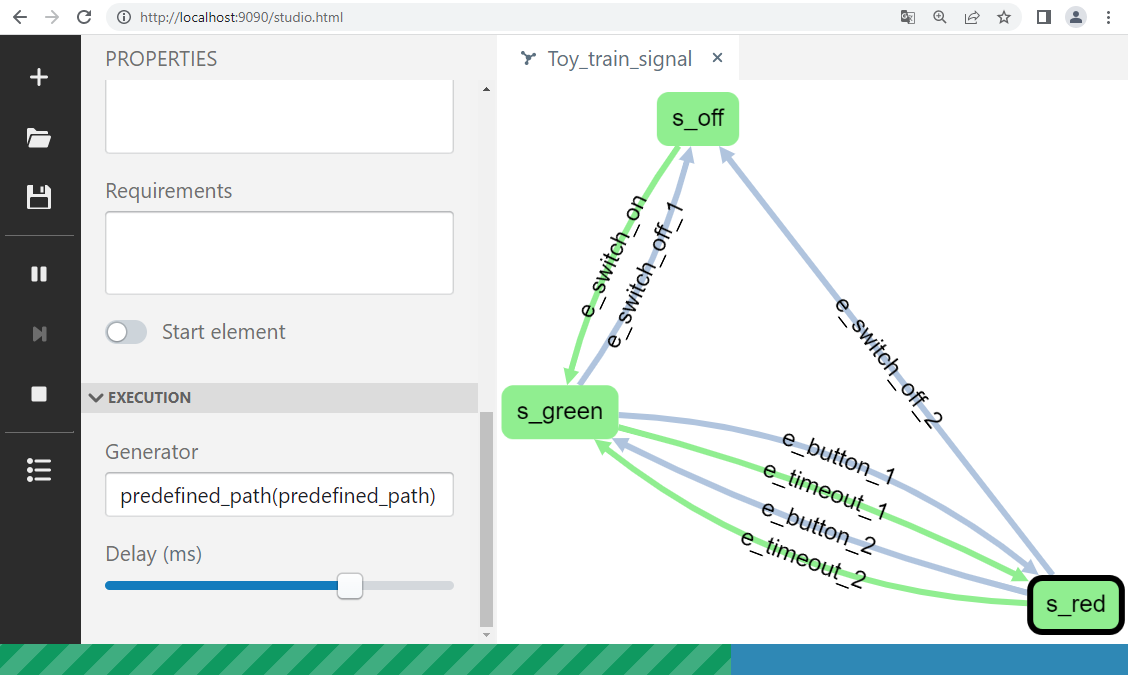 http://localhost:9090/studio.html
PROPERTIES
Requirements
Start element
EXECUTION
Generator
predefined_path(predefined_path)
Delay (ms)
Toy_train_signal
s_off
e_switch_on
e_switch_off_1
e_switch_off_2
s_green
e_button_1
e_timeout_1
e_button_2
e_timeout_2
s_red